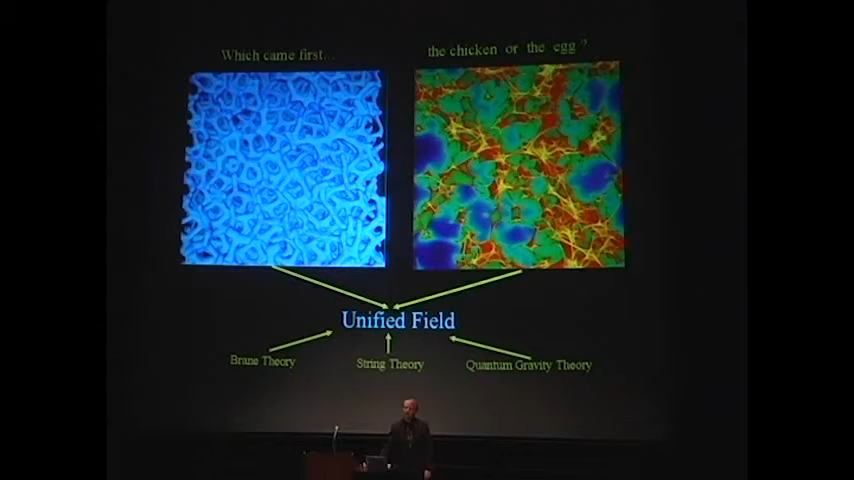 Which came first...
the chicken or the egg?
Unified Field
Brane Theory
String Theory
Quantum Gravity Theory